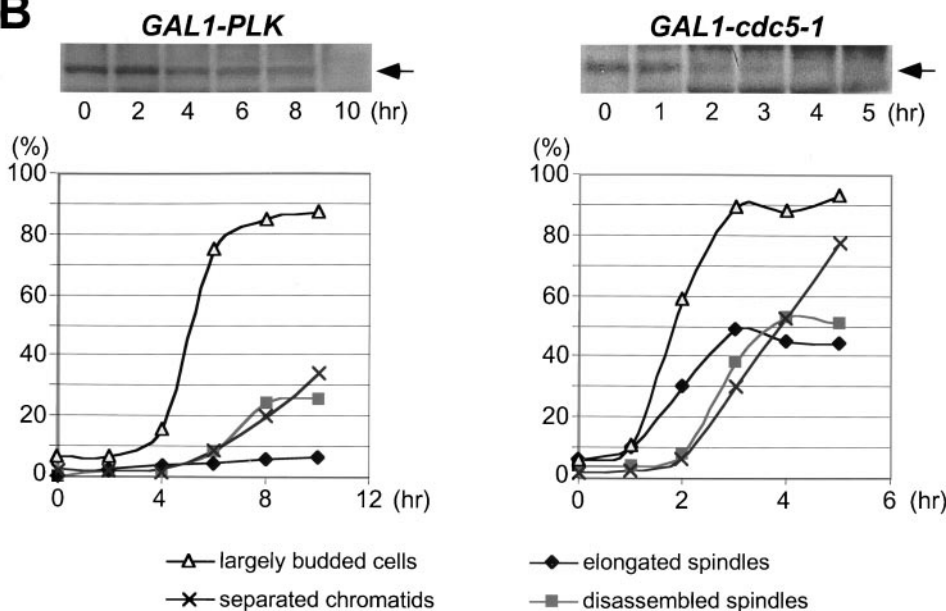 B
GAL1-PLK
GAL1-cdc5-1
0 2 4 6 8 10 (hr)
0 1 2 3 4 5 (hr)
(%)
100
80
60
40
20
0
0 4 8 12 (hr)
(%)
100
80
60
40
20
0
0 2 4 6 (hr)
largely budded cells
elongated spindles
separated chromatids
disassembled spindles